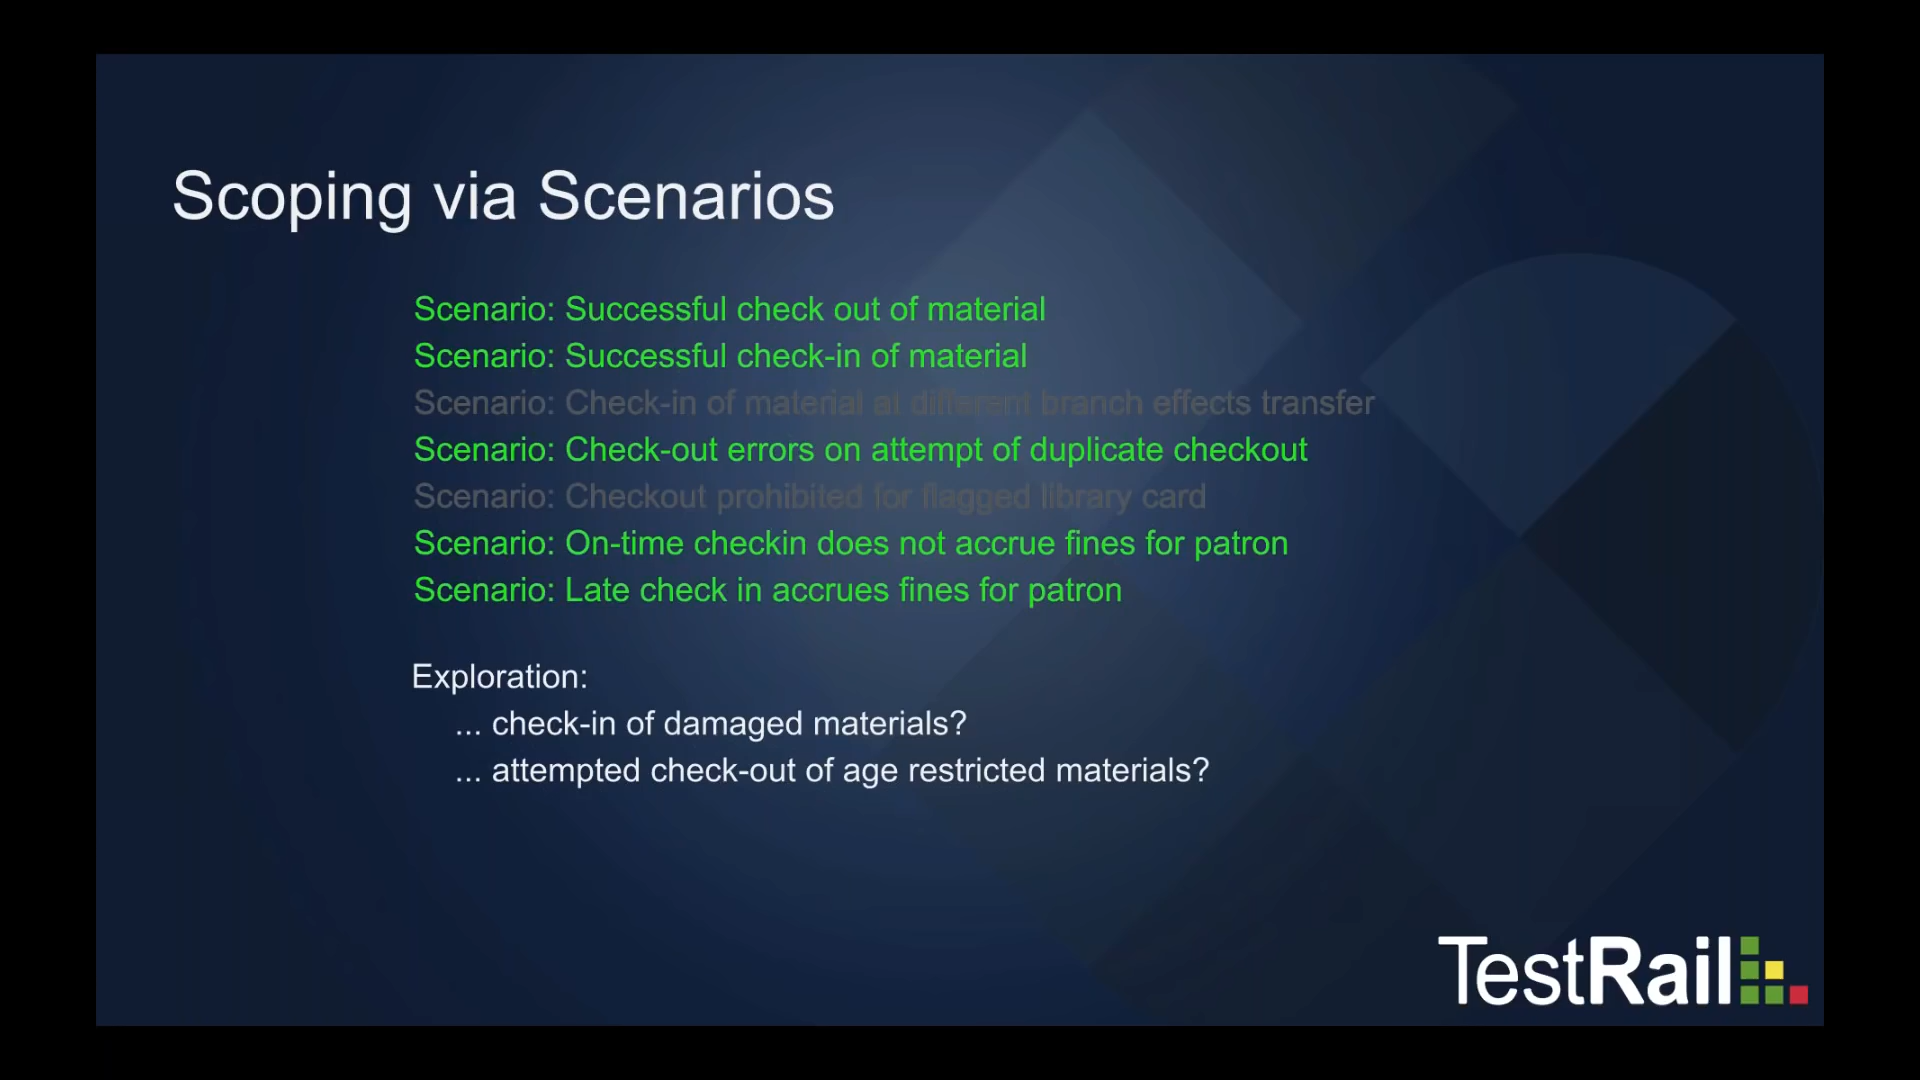 Scoping via Scenarios
Scenario: Successful check out of material
Scenario: Successful check-in of material
Scenario: Check-in of material at different branch effects transfer
Scenario: Check-out errors on attempt of duplicate checkout
Scenario: Checkout prohibited for flagged library card
Scenario: On-time checkin does not accrue fines for patron
Scenario: Late check in accrues fines for patron
Exploration:
... check-in of damaged materials?
... attempted check-out of age restricted materials?
TestRail